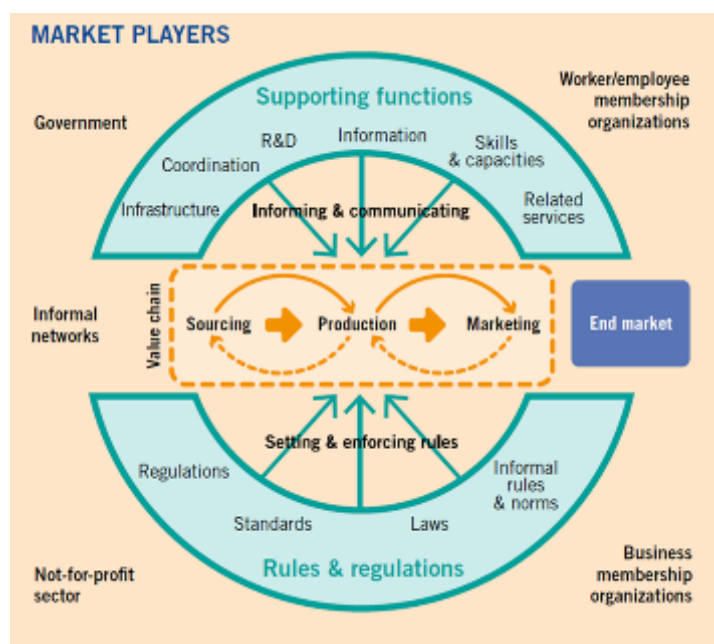 MARKET PLAYERS
Government
Worker/employee
membership
organizations
Supporting functions
Infrastructure
Coordination
R&D
Information
Skills
& capacities
Related
services
Informing & communicating
Informal
networks
Value chain
Sourcing
Production
Marketing
End market
Setting & enforcing rules
Regulations
Standards
Laws
Informal
rules
& norms
Rules & regulations
Not-for-profit
sector
Business
membership
organizations